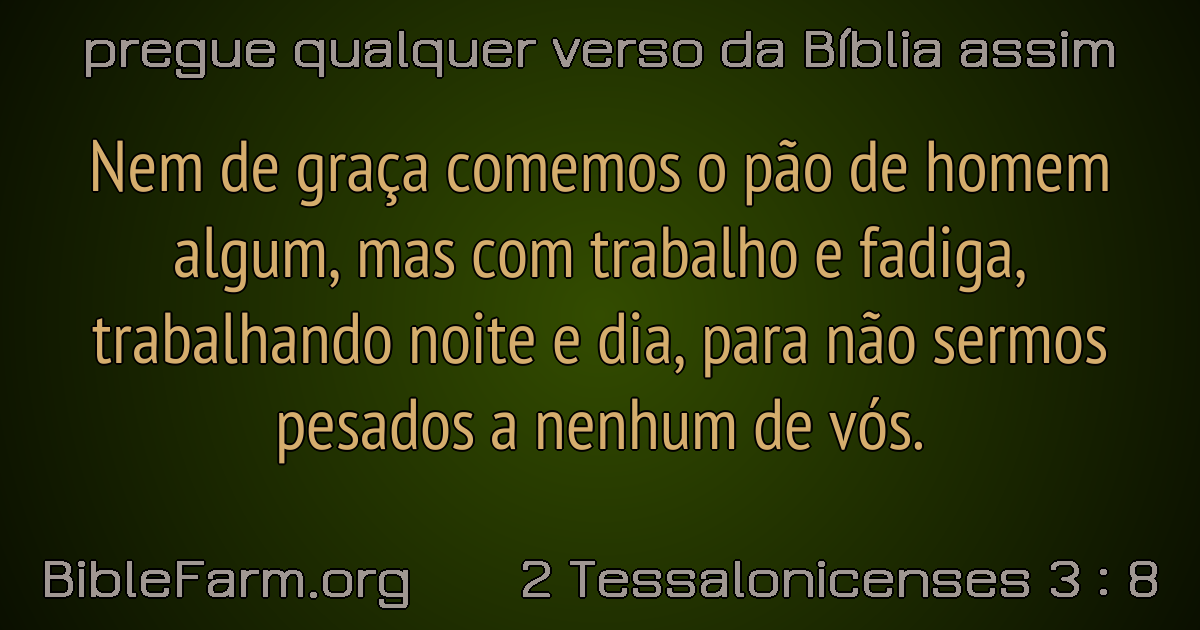 pregue qualquer verso da Bíblia assim
Nem de graça comemos o pão de homem
algum, mas com trabalho e fadiga,
trabalhando noite e dia, para não sermos
pesados a nenhum de vós.
BibleFarm.org 2 Tessalonicenses 3 : 8